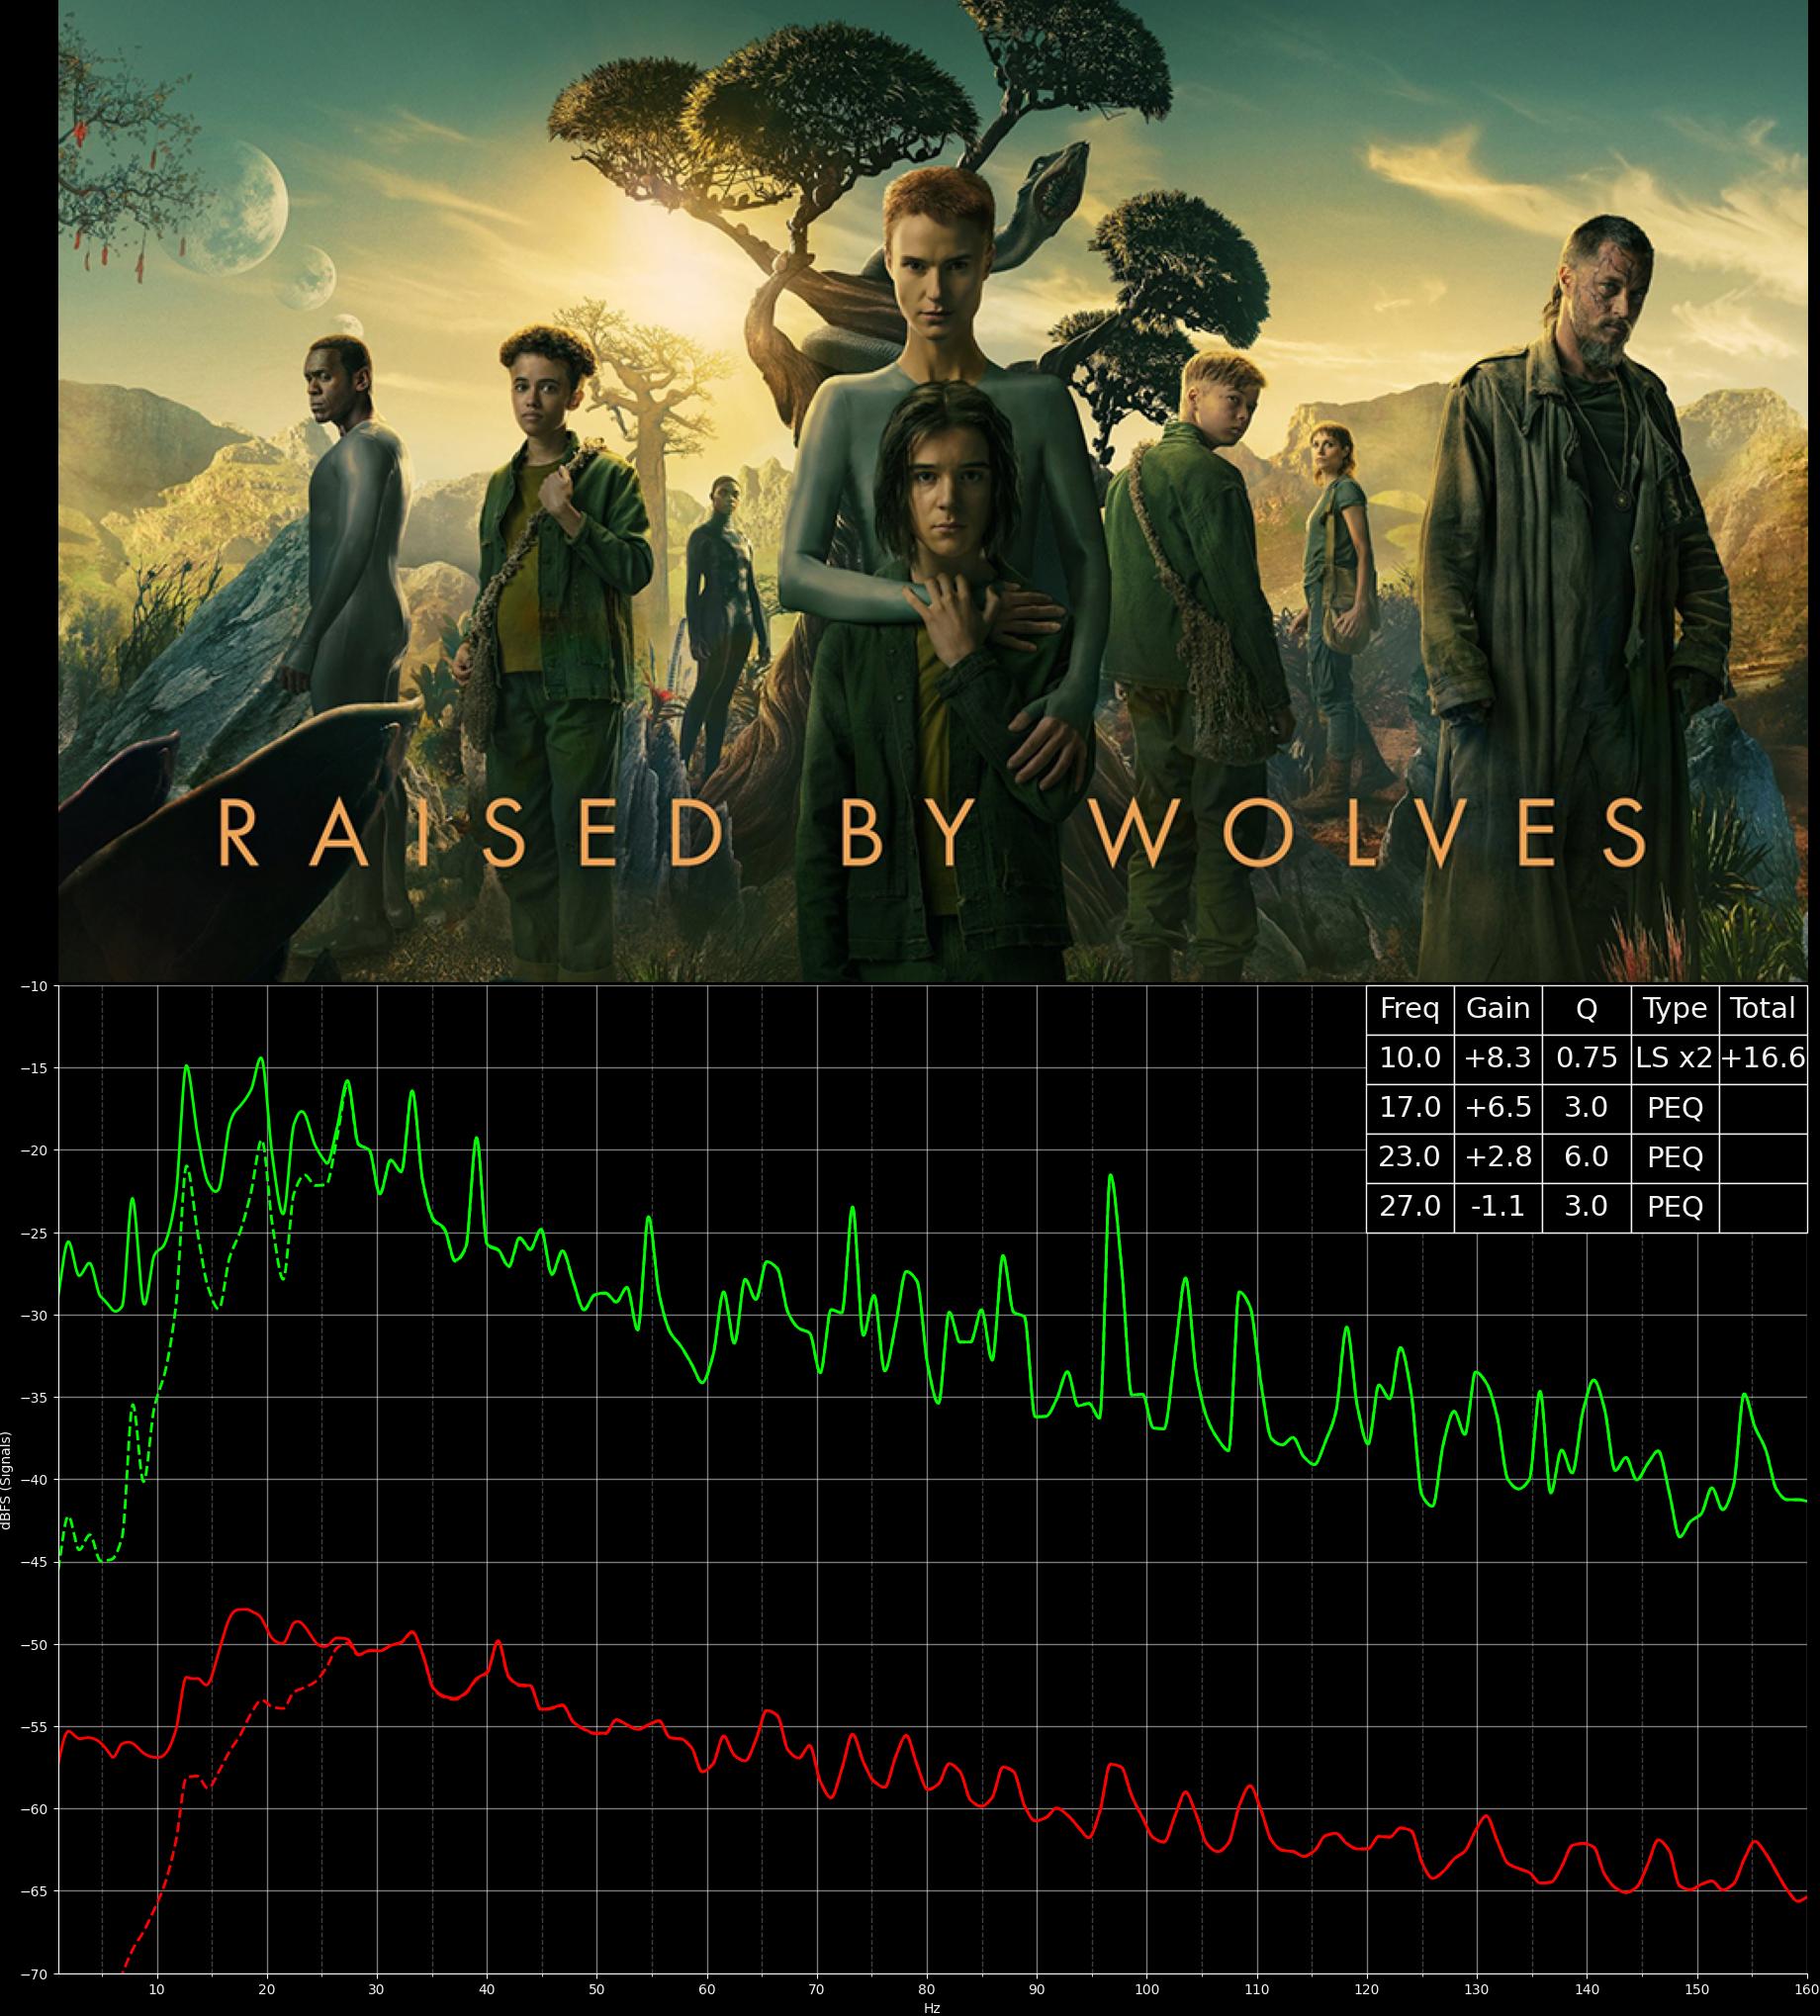 RAISED BY WOLVES
Freq Gain Q Type Total
10.0 +8.3 0.75 LS x2 +16.6
17.0 +6.5 3.0 PEQ
23.0 +2.8 6.0 PEQ
27.0 -1.1 3.0 PEQ
−10
−15
−20
−25
−30
−35
−40
−45
−50
−55
−60
−65
−70
dBFS (Signals)
10 20 30 40 50 60 70 80 90 100 110 120 130 140 150 160
Hz